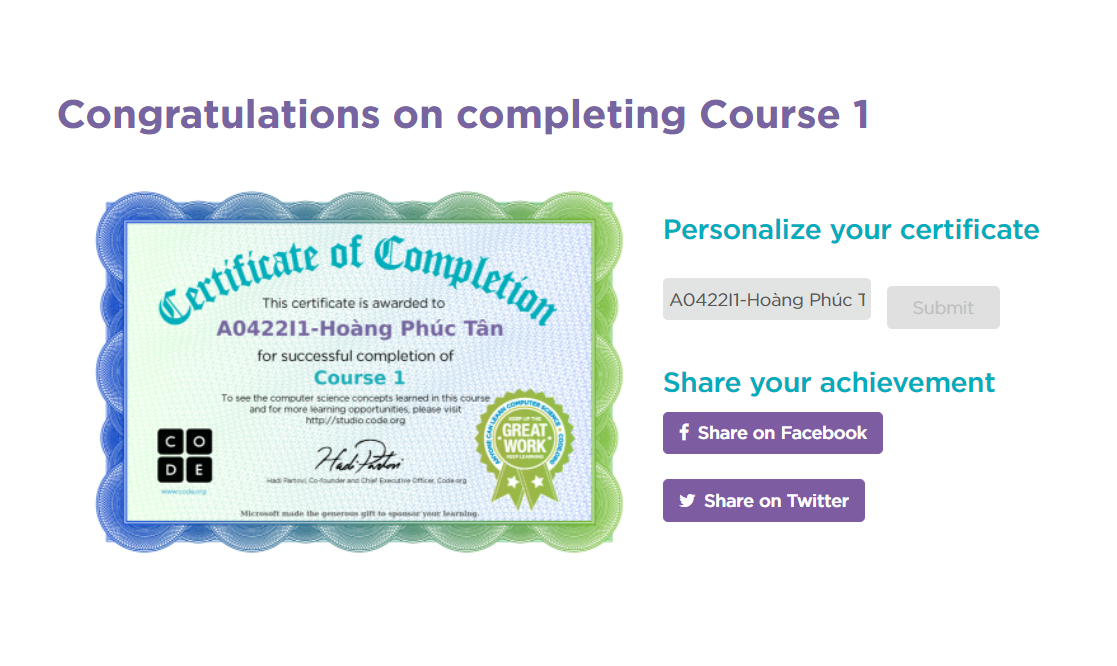 Congratulations on completing Course 1
Certificate of Completion
This certificate is awarded to
A0422I1-Hoàng Phúc Tân
for successful completion of
Course 1
To see the computer science concepts learned in this course
and for more learning opportunities, please visit
http://studio.code.org
C O
D E
www.code.org
Hadi Partovi
Hadi Partovi, Co-founder and Chief Executive Officer, Code.org
ANYONE CAN LEARN COMPUTER SCIENCE • CODE.ORG •
KEEP UP THE
GREAT
WORK
KEEP LEARNING
Microsoft made the generous gift to sponsor your learning.
Personalize your certificate
A0422I1-Hoàng Phúc T
Submit
Share your achievement
Share on Facebook
Share on Twitter